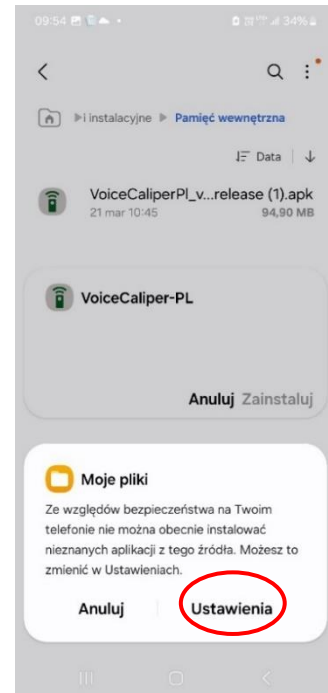 09:54
34%
▶i instalacyjne ▶ Pamięć wewnętrzna
Data
VoiceCaliperPl_v...release (1).apk
21 mar 10:45 94,90 MB
VoiceCaliper-PL
Anuluj Zainstaluj
Moje pliki
Ze względów bezpieczeństwa na Twoim
telefonie nie można obecnie instalować
nieznanych aplikacji z tego źródła. Możesz to
zmienić w Ustawieniach.
Anuluj Ustawienia